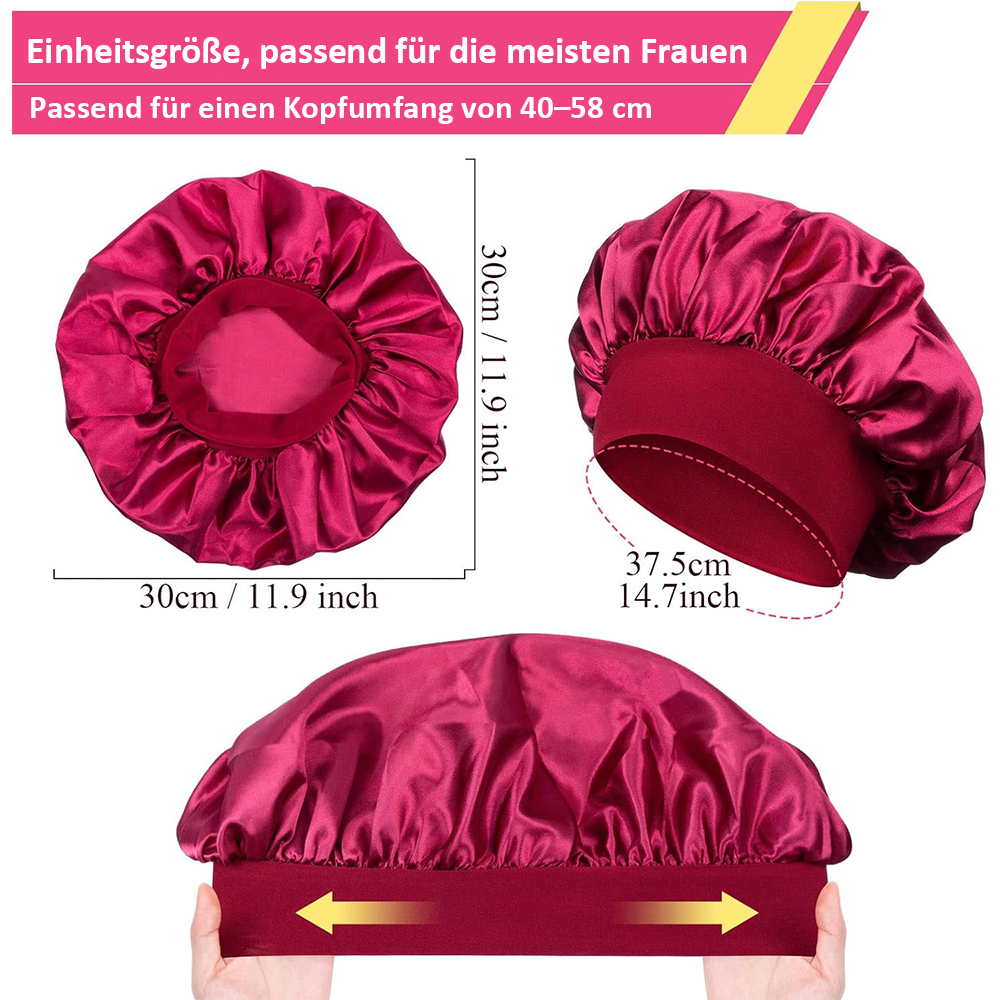 Einheitsgröße, passend für die meisten Frauen
Passend für einen Kopfumfang von 40–58 cm
30cm / 11.9 inch
30cm / 11.9 inch
37.5cm
14.7inch